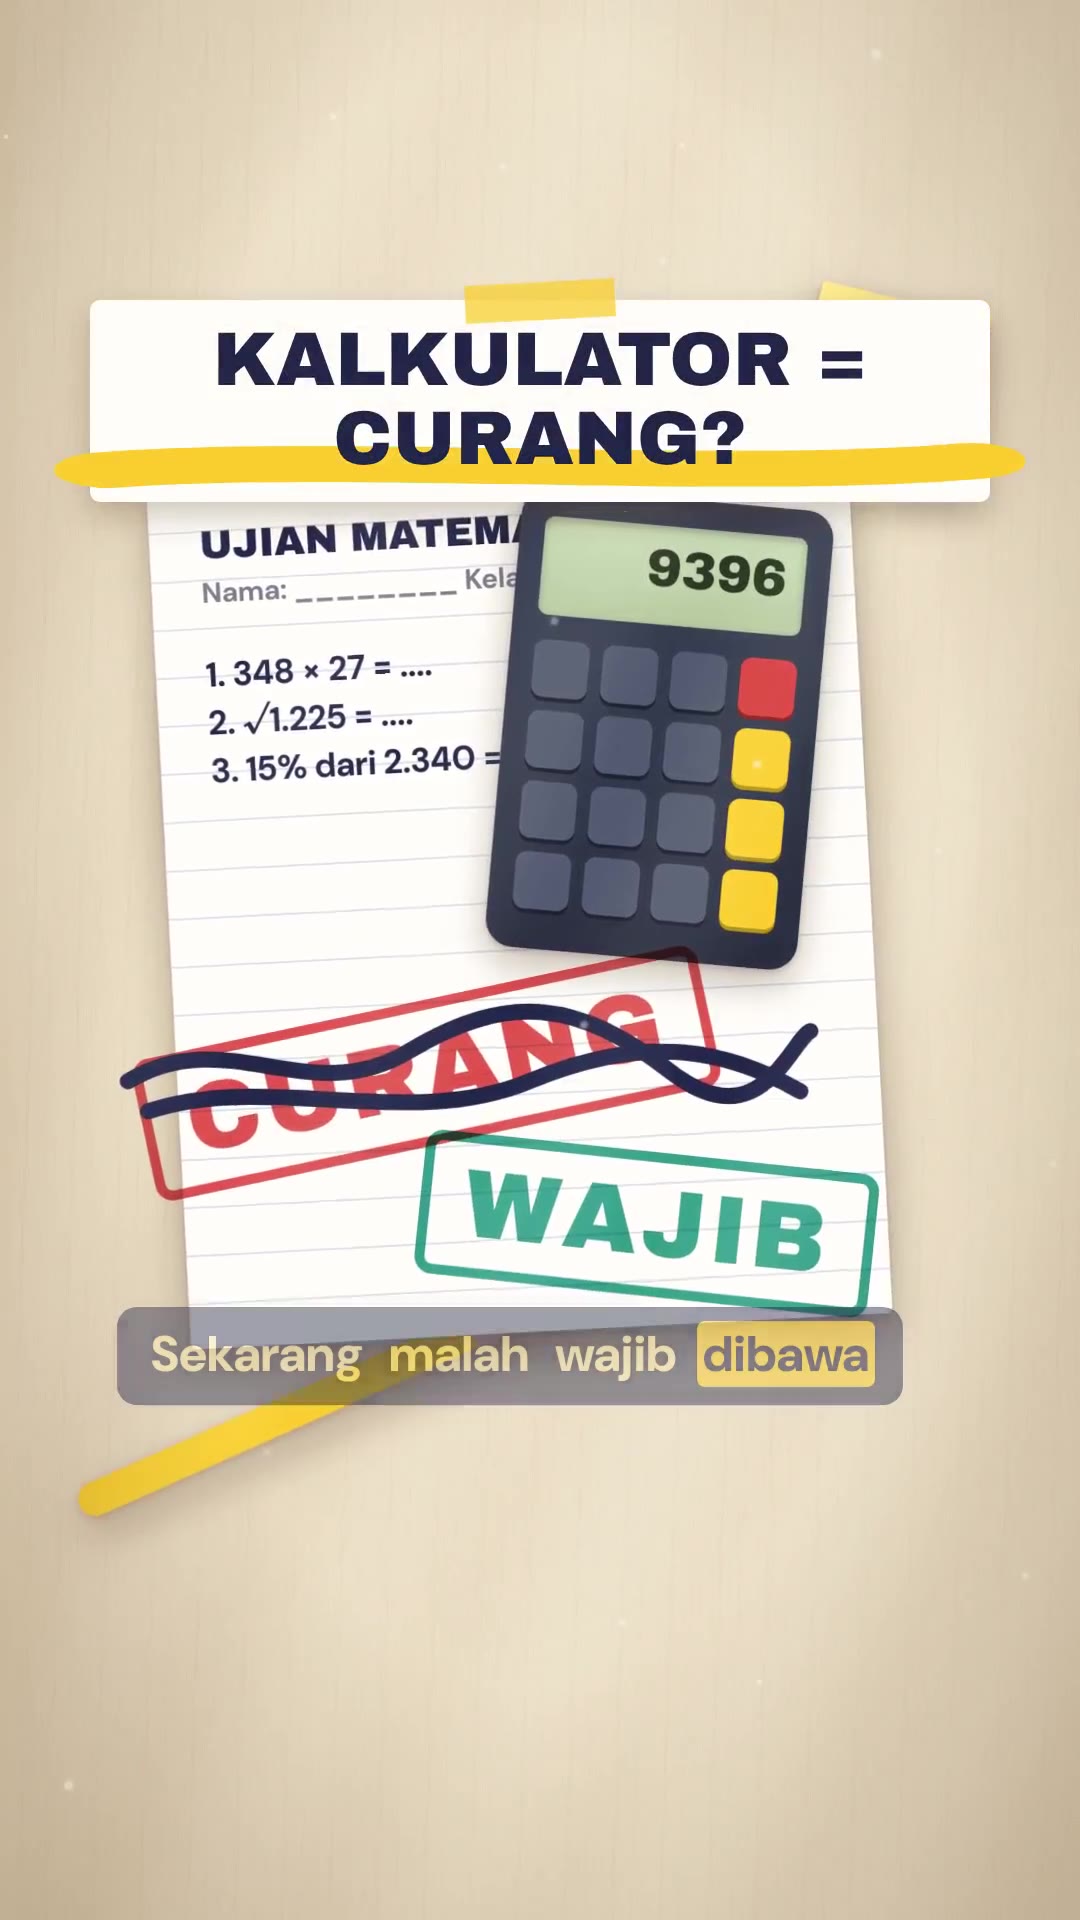 KALKULATOR =
CURANG?
UJIAN MATEM
Nama: ________ Kela
1. 348 × 27 = ....
2. √1.225 = ....
3. 15% dari 2.340 =
9396
CURANG
WAJIB
Sekarang malah wajib dibawa